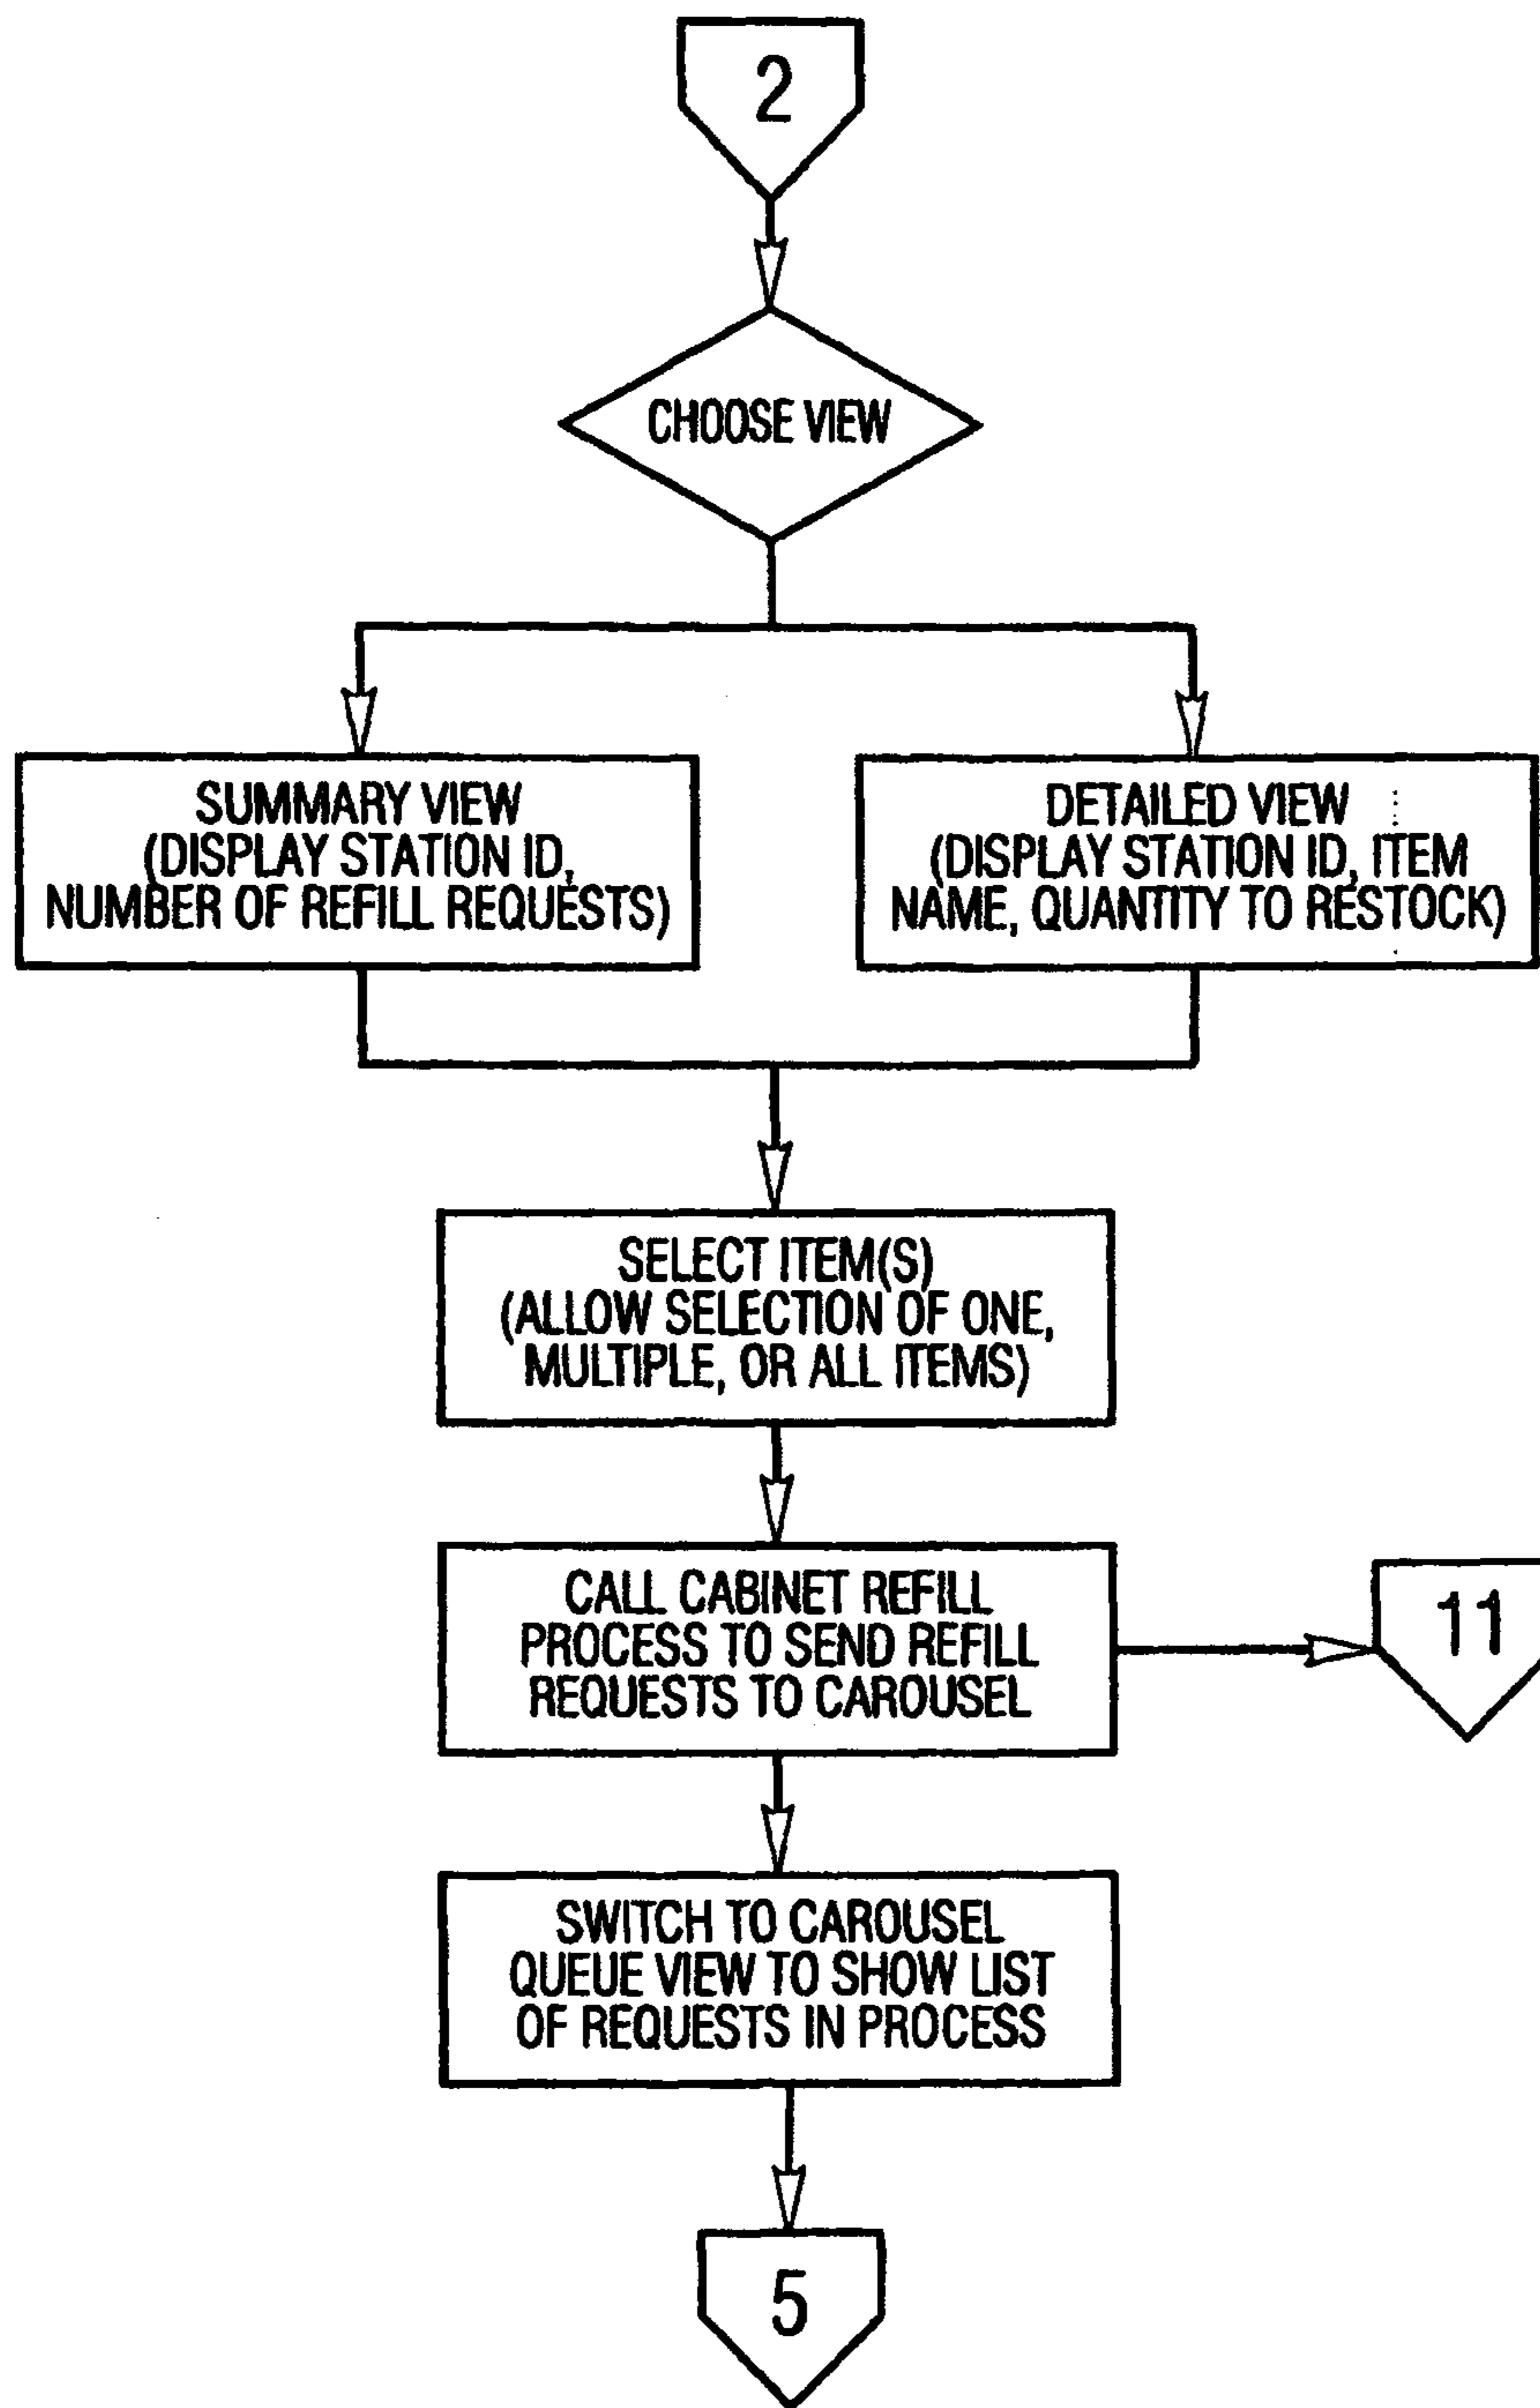 2
CHOOSE VIEW
SUMMARY VIEW
(DISPLAY STATION ID,
NUMBER OF REFILL REQUESTS)
DETAILED VIEW
(DISPLAY STATION ID, ITEM
NAME, QUANTITY TO RESTOCK)
SELECT ITEM(S)
(ALLOW SELECTION OF ONE,
MULTIPLE, OR ALL ITEMS)
CALL CABINET REFILL
PROCESS TO SEND REFILL
REQUESTS TO CAROUSEL
11
SWITCH TO CAROUSEL
QUEUE VIEW TO SHOW LIST
OF REQUESTS IN PROCESS
5